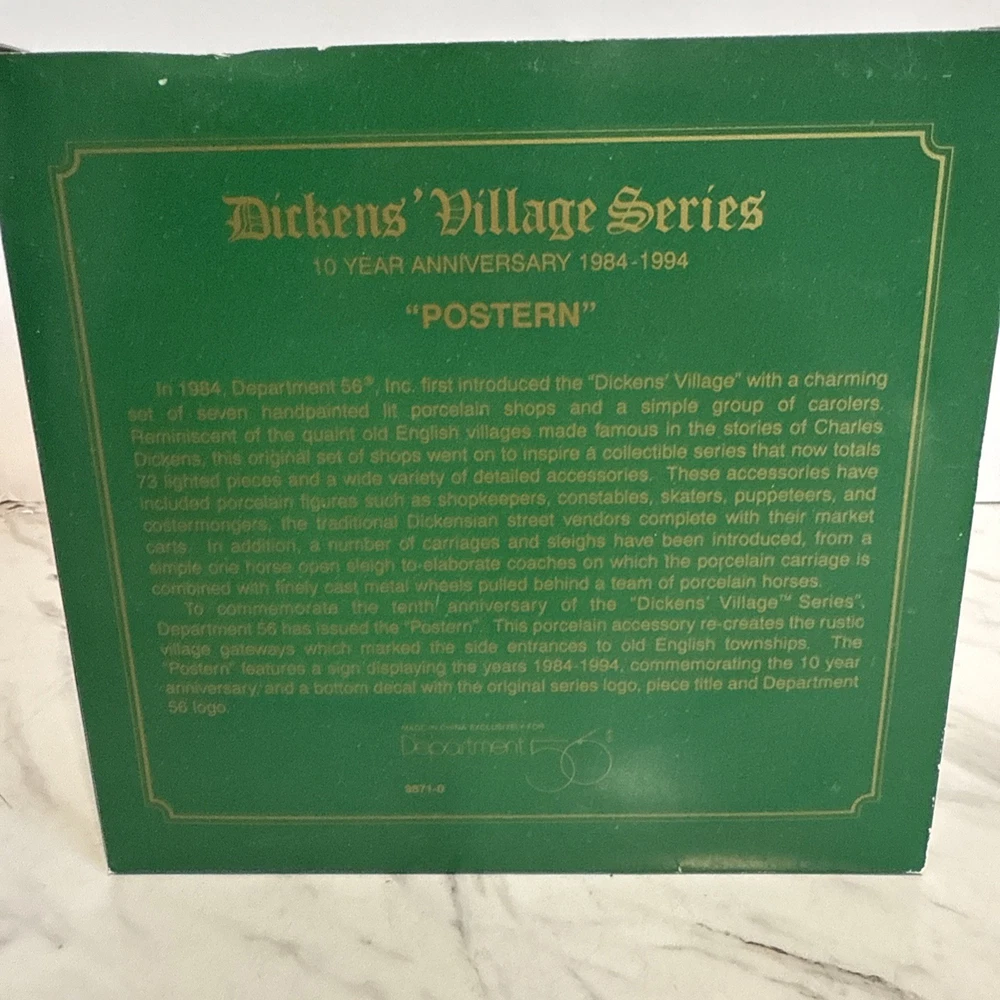 Dickens' Village Series
10 YEAR ANNIVERSARY 1984-1994
“POSTERN”
In 1984, Department 56®, Inc. first introduced the "Dickens' Village" with a charming
set of seven handpainted lit porcelain shops and a simple group of carolers.
Reminiscent of the quaint old English villages made famous in the stories of Charles
Dickens, this original set of shops went on to inspire a collectible series that now totals
73 lighted pieces and a wide variety of detailed accessories. These accessories have
included porcelain figures such as shopkeepers, constables, skaters, puppeteers, and
costermongers, the traditional Dickensian street vendors complete with their market
carts. In addition, a number of carriages and sleighs have been introduced, from a
simple one horse open sleigh to elaborate coaches on which the porcelain carriage is
combined with finely cast metal wheels pulled behind a team of porcelain horses.
To commemorate the tenth anniversary of the "Dickens' Village™ Series",
Department 56 has issued the "Postern". This porcelain accessory re-creates the rustic
village gateways which marked the side entrances to old English townships. The
"Postern" features a sign displaying the years 1984-1994, commemorating the 10 year
anniversary, and a bottom decal with the original series logo, piece title and Department
56 logo.
MADE IN CHINA EXCLUSIVELY FOR
Department 56®
9871-0